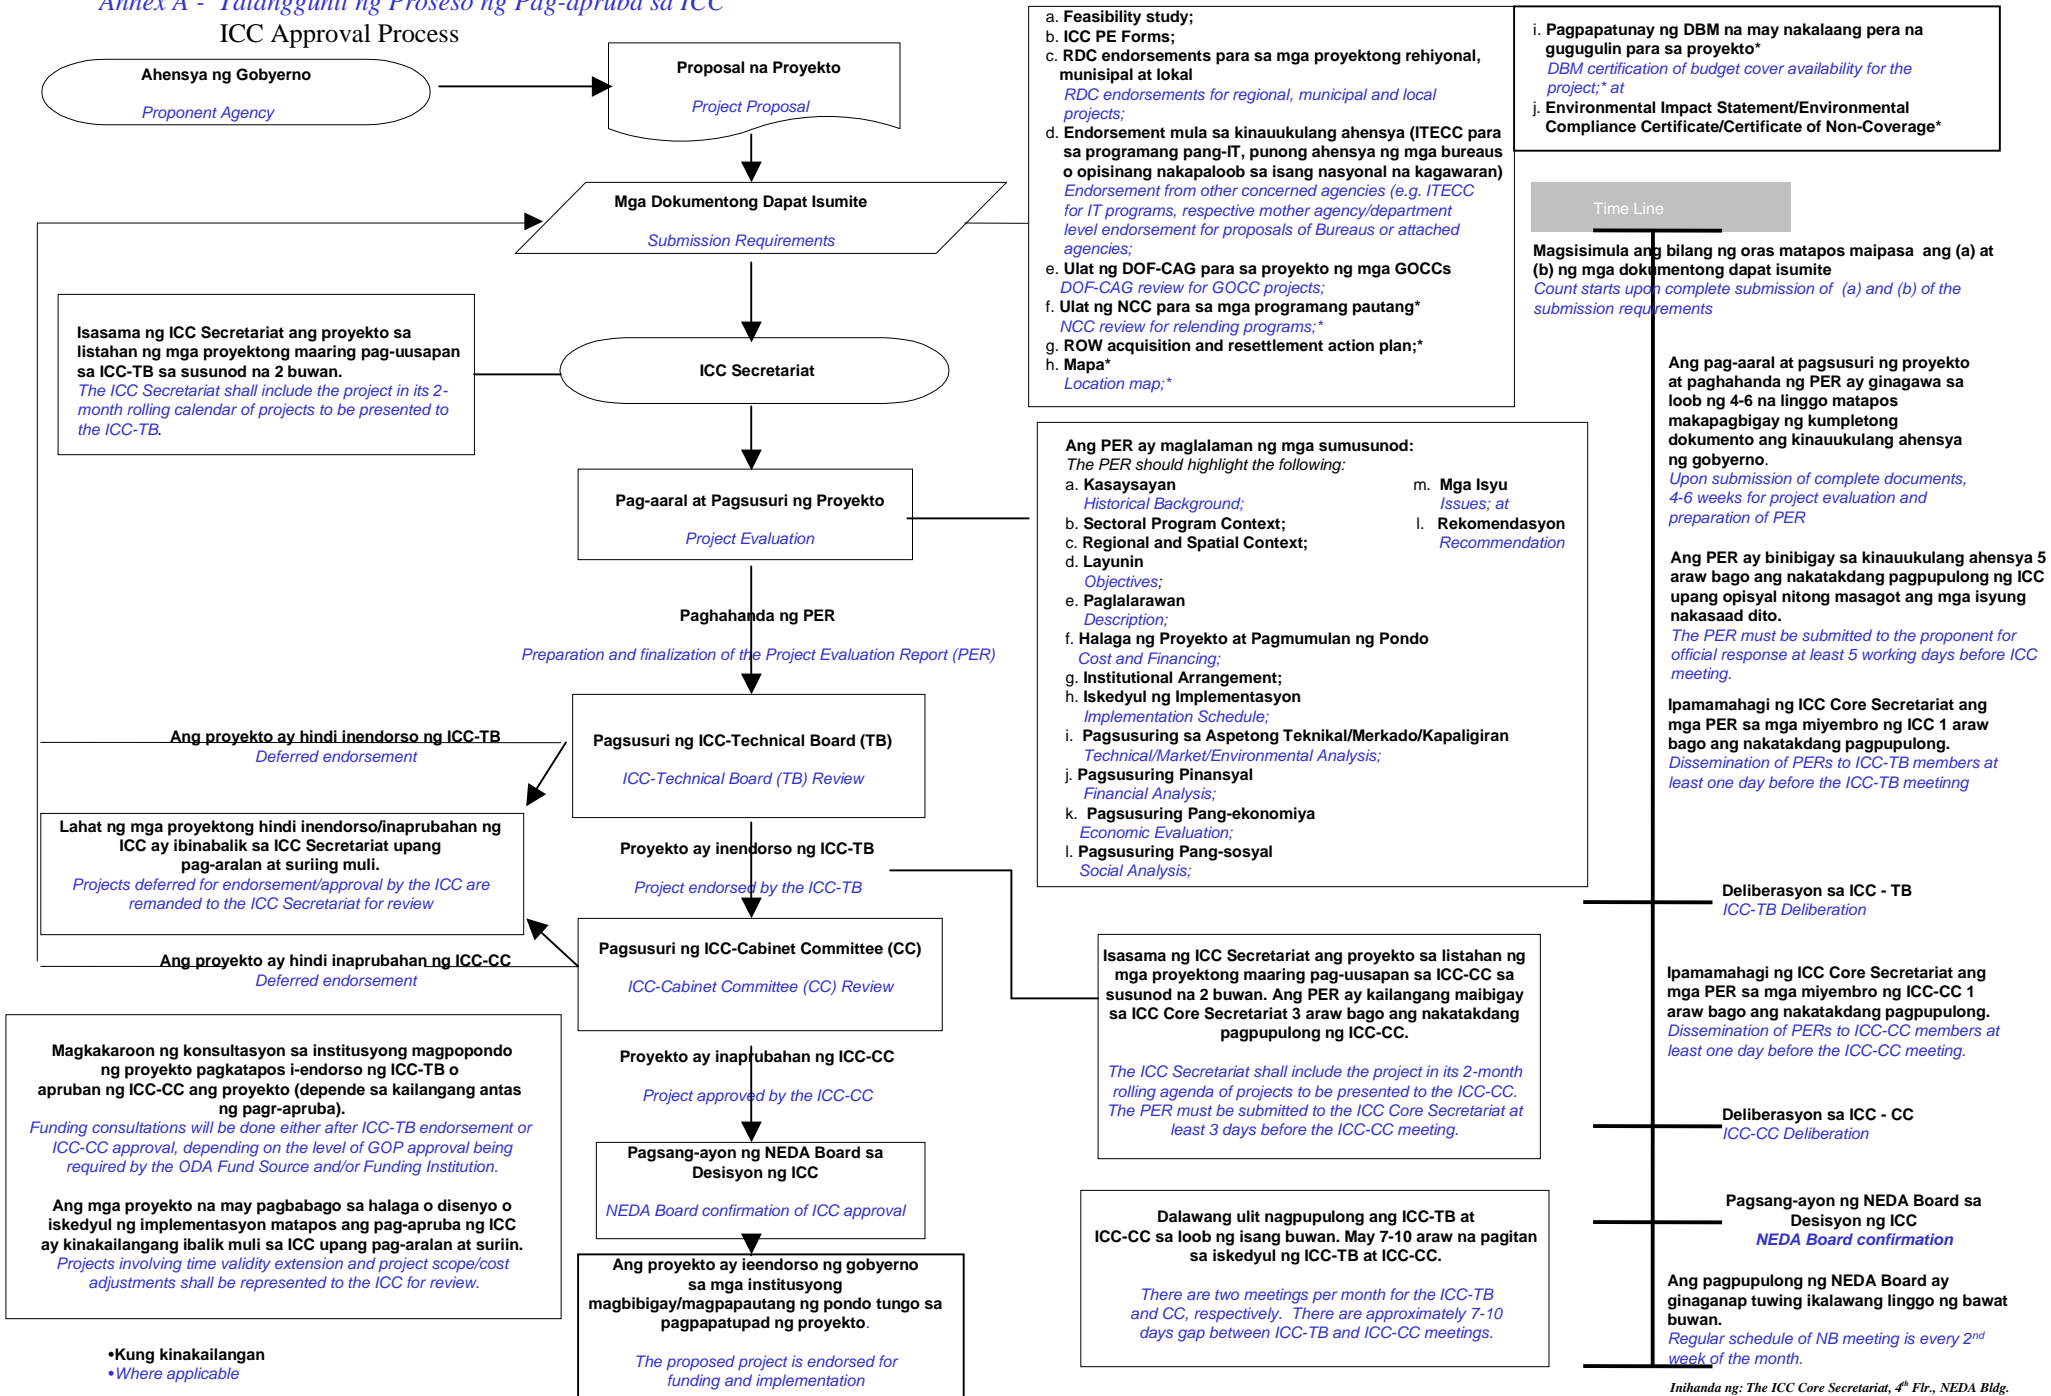 Annex A - Talangguhit ng Proseso ng Pag-apruba sa ICC
ICC Approval Process
Ahensya ng Gobyerno
Proponent Agency
Proposal na Proyekto
Project Proposal
Mga Dokumentong Dapat Isumite
Submission Requirements
a. Feasibility study;
b. ICC PE Forms;
c. RDC endorsements para sa mga proyektong rehiyonal,
munisipal at lokal
RDC endorsements for regional, municipal and local
projects;
d. Endorsement mula sa kinauukulang ahensya (ITECC para
sa programang pang-IT, punong ahensya ng mga bureaus
o opisinang nakapaloob sa isang nasyonal na kagawaran)
Endorsement from other concerned agencies (e.g. ITECC
for IT programs, respective mother agency/department
level endorsement for proposals of Bureaus or attached
agencies;
e. Ulat ng DOF-CAG para sa proyekto ng mga GOCCs
DOF-CAG review for GOCC projects;
f. Ulat ng NCC para sa mga programang pautang*
NCC review for relending programs;*
g. ROW acquisition and resettlement action plan;*
h. Mapa*
Location map;*
i. Pagpapatunay ng DBM na may nakalaang pera na
gugugulin para sa proyekto*
DBM certification of budget cover availability for the
project;* at
j. Environmental Impact Statement/Environmental
Compliance Certificate/Certificate of Non-Coverage*
Isasama ng ICC Secretariat ang proyekto sa
listahan ng mga proyektong maaring pag-uusapan
sa ICC-TB sa susunod na 2 buwan.
The ICC Secretariat shall include the project in its 2-
month rolling calendar of projects to be presented to
the ICC-TB.
ICC Secretariat
Pag-aaral at Pagsusuri ng Proyekto
Project Evaluation
Ang PER ay maglalaman ng mga sumusunod:
The PER should highlight the following:
a. Kasaysayan
Historical Background;
b. Sectoral Program Context;
c. Regional and Spatial Context;
d. Layunin
Objectives;
e. Paglalarawan
Description;
f. Halaga ng Proyekto at Pagmumulan ng Pondo
Cost and Financing;
g. Institutional Arrangement;
h. Iskedyul ng Implementasyon
Implementation Schedule;
i. Pagsusuring sa Aspetong Teknikal/Merkado/Kapaligiran
Technical/Market/Environmental Analysis;
j. Pagsusuring Pinansyal
Financial Analysis;
k. Pagsusuring Pang-ekonomiya
Economic Evaluation;
l. Pagsusuring Pang-sosyal
Social Analysis;
m. Mga Isyu
Issues; at
l. Rekomendasyon
Recommendation
Paghahanda ng PER
Preparation and finalization of the Project Evaluation Report (PER)
Pagsusuri ng ICC-Technical Board (TB)
ICC-Technical Board (TB) Review
Ang proyekto ay hindi inendorso ng ICC-TB
Deferred endorsement
Lahat ng mga proyektong hindi inendorso/inaprubahan ng
ICC ay ibinabalik sa ICC Secretariat upang
pag-aralan at suriing muli.
Projects deferred for endorsement/approval by the ICC are
remanded to the ICC Secretariat for review
Ang proyekto ay hindi inaprubahan ng ICC-CC
Deferred endorsement
Proyekto ay inendorso ng ICC-TB
Project endorsed by the ICC-TB
Pagsusuri ng ICC-Cabinet Committee (CC)
ICC-Cabinet Committee (CC) Review
Isasama ng ICC Secretariat ang proyekto sa listahan ng
mga proyektong maaring pag-uusapan sa ICC-CC sa
susunod na 2 buwan. Ang PER ay kailangang maibigay
sa ICC Core Secretariat 3 araw bago ang nakatakdang
pagpupulong ng ICC-CC.
The ICC Secretariat shall include the project in its 2-month
rolling agenda of projects to be presented to the ICC-CC.
The PER must be submitted to the ICC Core Secretariat at
least 3 days before the ICC-CC meeting.
Proyekto ay inaprubahan ng ICC-CC
Project approved by the ICC-CC
Magkakaroon ng konsultasyon sa institusyong magpopondo
ng proyekto pagkatapos i-endorso ng ICC-TB o
apruban ng ICC-CC ang proyekto (depende sa kailangang antas
ng pagr-apruba).
Funding consultations will be done either after ICC-TB endorsement or
ICC-CC approval, depending on the level of GOP approval being
required by the ODA Fund Source and/or Funding Institution.
Ang mga proyekto na may pagbabago sa halaga o disenyo o
iskedyul ng implementasyon matapos ang pag-apruba ng ICC
ay kinakailangang ibalik muli sa ICC upang pag-aralan at suriin.
Projects involving time validity extension and project scope/cost
adjustments shall be represented to the ICC for review.
•Kung kinakailangan
•Where applicable
Pagsang-ayon ng NEDA Board sa
Desisyon ng ICC
NEDA Board confirmation of ICC approval
Ang proyekto ay ieendorso ng gobyerno
sa mga institusyong
magbibigay/magpapautang ng pondo tungo sa
pagpapatupad ng proyekto.
The proposed project is endorsed for
funding and implementation
Dalawang ulit nagpupulong ang ICC-TB at
ICC-CC sa loob ng isang buwan. May 7-10 araw na pagitan
sa iskedyul ng ICC-TB at ICC-CC.
There are two meetings per month for the ICC-TB
and CC, respectively. There are approximately 7-10
days gap between ICC-TB and ICC-CC meetings.
Time Line
Magsisimula ang bilang ng oras matapos maipasa ang (a) at
(b) ng mga dokumentong dapat isumite
Count starts upon complete submission of (a) and (b) of the
submission requirements
Ang pag-aaral at pagsusuri ng proyekto
at paghahanda ng PER ay ginagawa sa
loob ng 4-6 na linggo matapos
makapagbigay ng kumpletong
dokumento ang kinauukulang ahensya
ng gobyerno.
Upon submission of complete documents,
4-6 weeks for project evaluation and
preparation of PER
Ang PER ay binibigay sa kinauukulang ahensya 5
araw bago ang nakatakdang pagpupulong ng ICC
upang opisyal nitong masagot ang mga isyung
nakasaad dito.
The PER must be submitted to the proponent for
official response at least 5 working days before ICC
meeting.
Ipamamahagi ng ICC Core Secretariat ang
mga PER sa mga miyembro ng ICC 1 araw
bago ang nakatakdang pagpupulong.
Dissemination of PERs to ICC-TB members at
least one day before the ICC-TB meetinng
Deliberasyon sa ICC - TB
ICC-TB Deliberation
Ipamamahagi ng ICC Core Secretariat ang
mga PER sa mga miyembro ng ICC-CC 1
araw bago ang nakatakdang pagpupulong.
Dissemination of PERs to ICC-CC members at
least one day before the ICC-CC meeting.
Deliberasyon sa ICC - CC
ICC-CC Deliberation
Pagsang-ayon ng NEDA Board sa
Desisyon ng ICC
NEDA Board confirmation
Ang pagpupulong ng NEDA Board ay
ginaganap tuwing ikalawang linggo ng bawat
buwan.
Regular schedule of NB meeting is every 2nd
week of the month.
Inihanda ng: The ICC Core Secretariat, 4th Flr., NEDA Bldg.